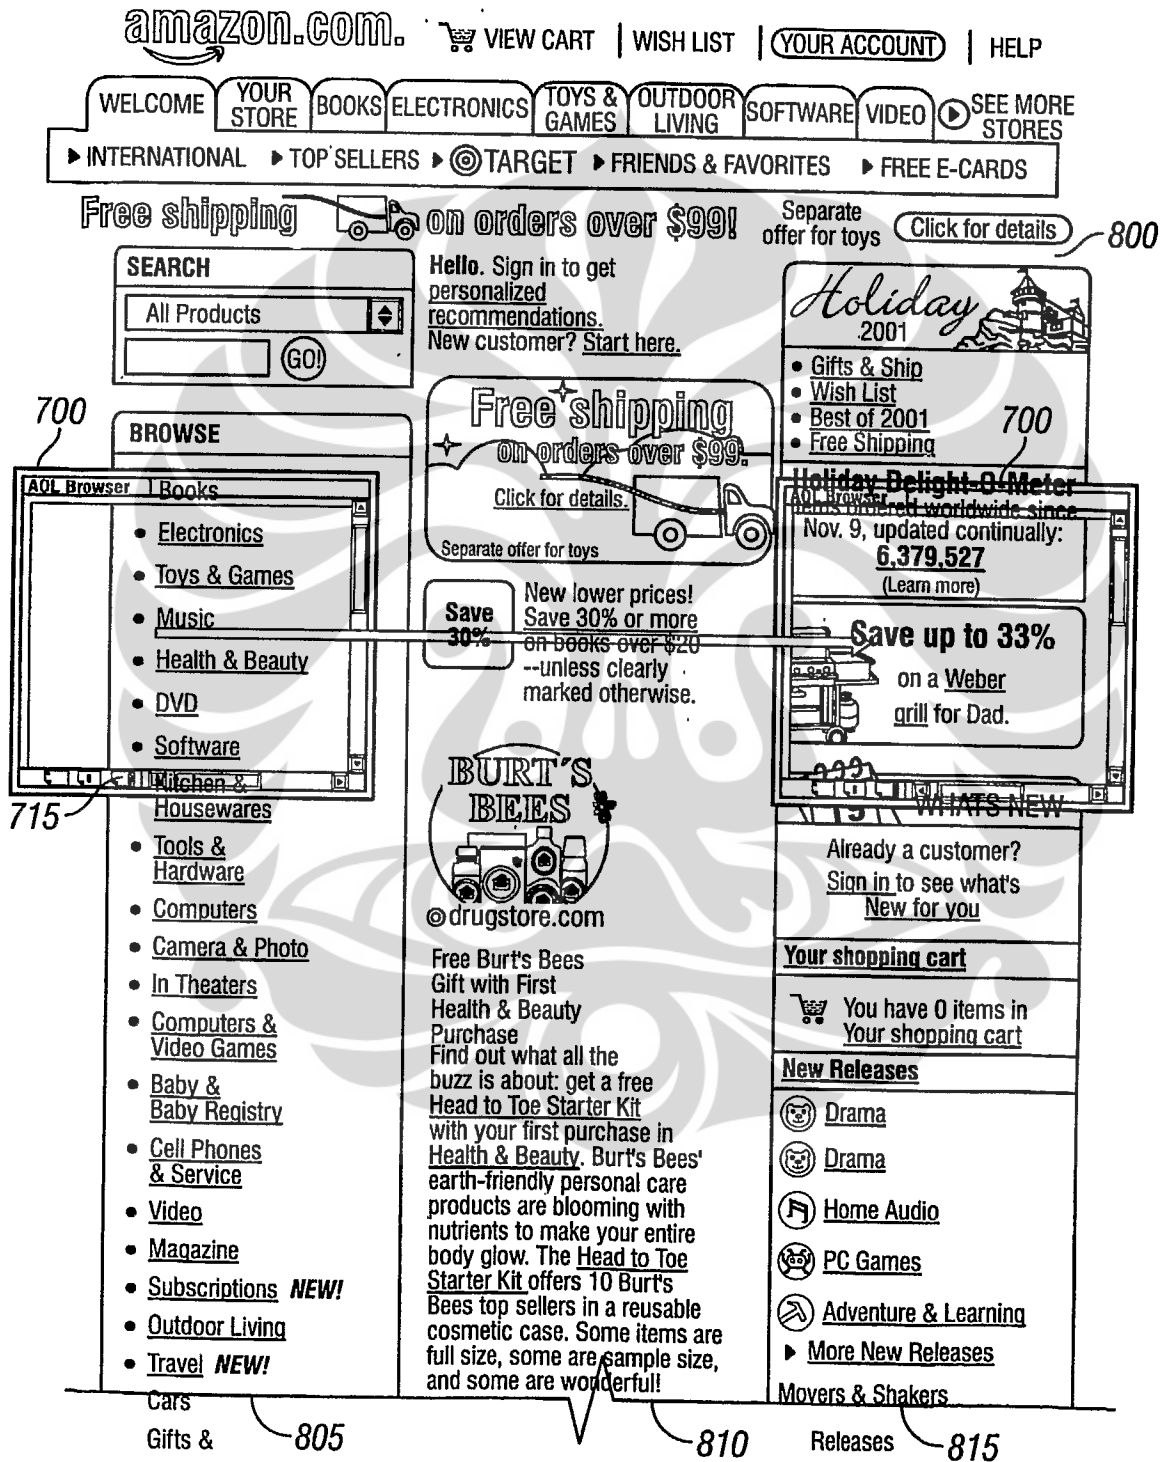 amazon.com.
VIEW CART | WISH LIST | YOUR ACCOUNT | HELP
WELCOME
YOUR STORE
BOOKS
ELECTRONICS
TOYS & GAMES
OUTDOOR LIVING
SOFTWARE
VIDEO
SEE MORE STORES
INTERNATIONAL
TOP SELLERS
TARGET
FRIENDS & FAVORITES
FREE E-CARDS
Free shipping on orders over $99!
Separate
offer for toys
Click for details
800
SEARCH
All Products
GO!
700
BROWSE
AOL Browser
Books
• Electronics
• Toys & Games
• Music
• Health & Beauty
• DVD
• Software
Kitchen &
Housewares
715
• Tools &
Hardware
• Computers
• Camera & Photo
• In Theaters
• Computers &
Video Games
• Baby &
Baby Registry
• Cell Phones
& Service
• Video
• Magazine
• Subscriptions NEW!
• Outdoor Living
• Travel NEW!
Cars
Gifts &
805
Hello. Sign in to get
personalized
recommendations.
New customer? Start here.
Free shipping
on orders over $99.
Click for details.
Separate offer for toys
Save
30%
New lower prices!
Save 30% or more
on books over $20
--unless clearly
marked otherwise.
BURT'S
BEES
drugstore.com
Free Burt's Bees
Gift with First
Health & Beauty
Purchase
Find out what all the
buzz is about: get a free
Head to Toe Starter Kit
with your first purchase in
Health & Beauty. Burt's Bees'
earth-friendly personal care
products are blooming with
nutrients to make your entire
body glow. The Head to Toe
Starter Kit offers 10 Burt's
Bees top sellers in a reusable
cosmetic case. Some items are
full size, some are sample size,
and some are wonderful!
810
Holiday
2001
• Gifts & Ship
• Wish List
• Best of 2001
• Free Shipping
700
Holiday Delight-O-Meter
AOL Browser
items ordered worldwide since
Nov. 9, updated continually:
6,379,527
(Learn more)
Save up to 33%
on a Weber
grill for Dad.
19
WHATS NEW
Already a customer?
Sign in to see what's
New for you
Your shopping cart
You have 0 items in
Your shopping cart
New Releases
Drama
Drama
Home Audio
PC Games
Adventure & Learning
More New Releases
Movers & Shakers
Releases
815